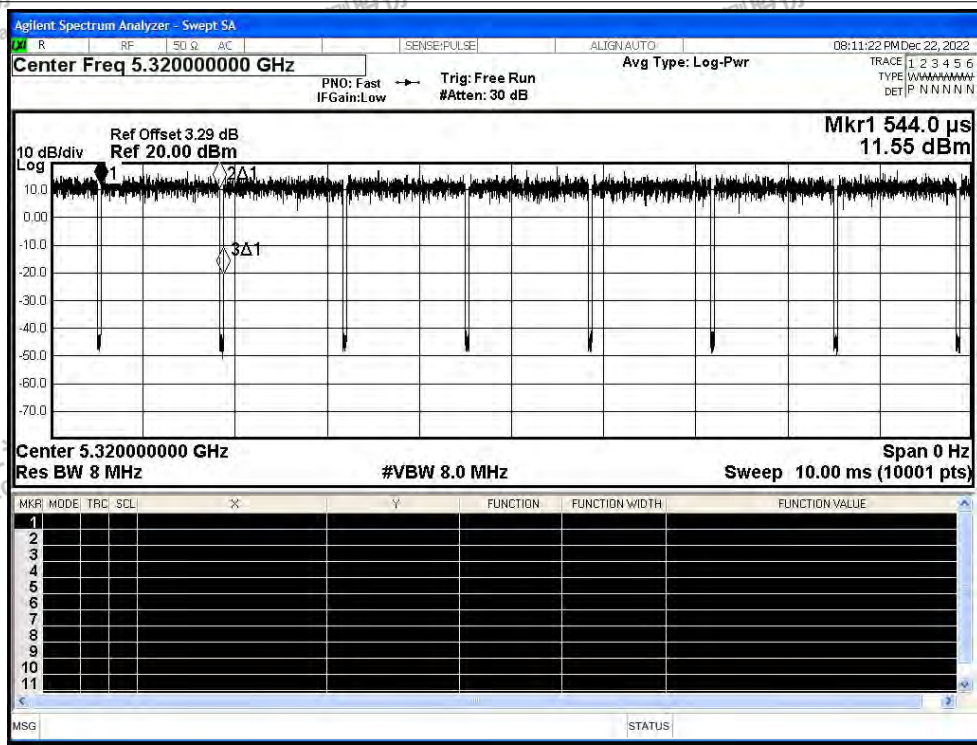 Agilent Spectrum Analyzer - Swept SA
R RF 50 Ω AC SENSE:PULSE ALIGN AUTO 08:11:22 PM Dec 22, 2022
Center Freq 5.320000000 GHz
PNO: Fast
IFGain:Low
Trig: Free Run
#Atten: 30 dB
Avg Type: Log-Pwr
TRACE 1 2 3 4 5 6
TYPE WWWWWW
DET P N N N N N
Mkr1 544.0 µs
11.55 dBm
Ref Offset 3.29 dB
10 dB/div Ref 20.00 dBm
Log
1 2Δ1
10.0
0.00
3Δ1
-10.0
-20.0
-30.0
-40.0
-50.0
-60.0
-70.0
Center 5.320000000 GHz Span 0 Hz
Res BW 8 MHz #VBW 8.0 MHz Sweep 10.00 ms (10001 pts)
MKR MODE TRC SCL X Y FUNCTION FUNCTION WIDTH FUNCTION VALUE
1
2
3
4
5
6
7
8
9
10
11
MSG STATUS